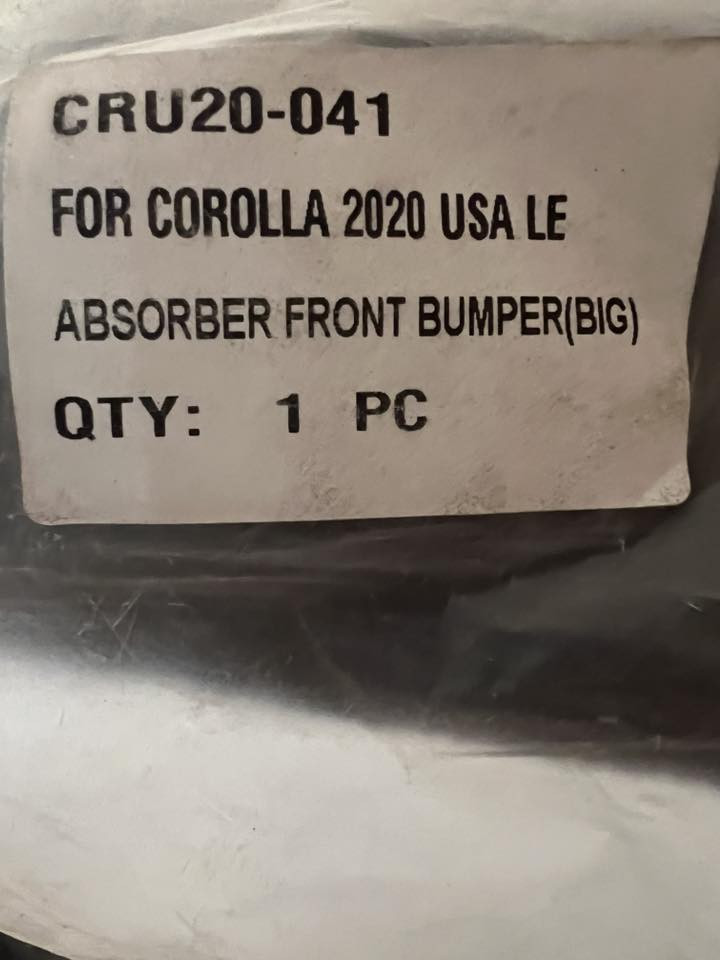 CRU20-041
FOR COROLLA 2020 USA LE
ABSORBER FRONT BUMPER(BIG)
QTY: 1 PC